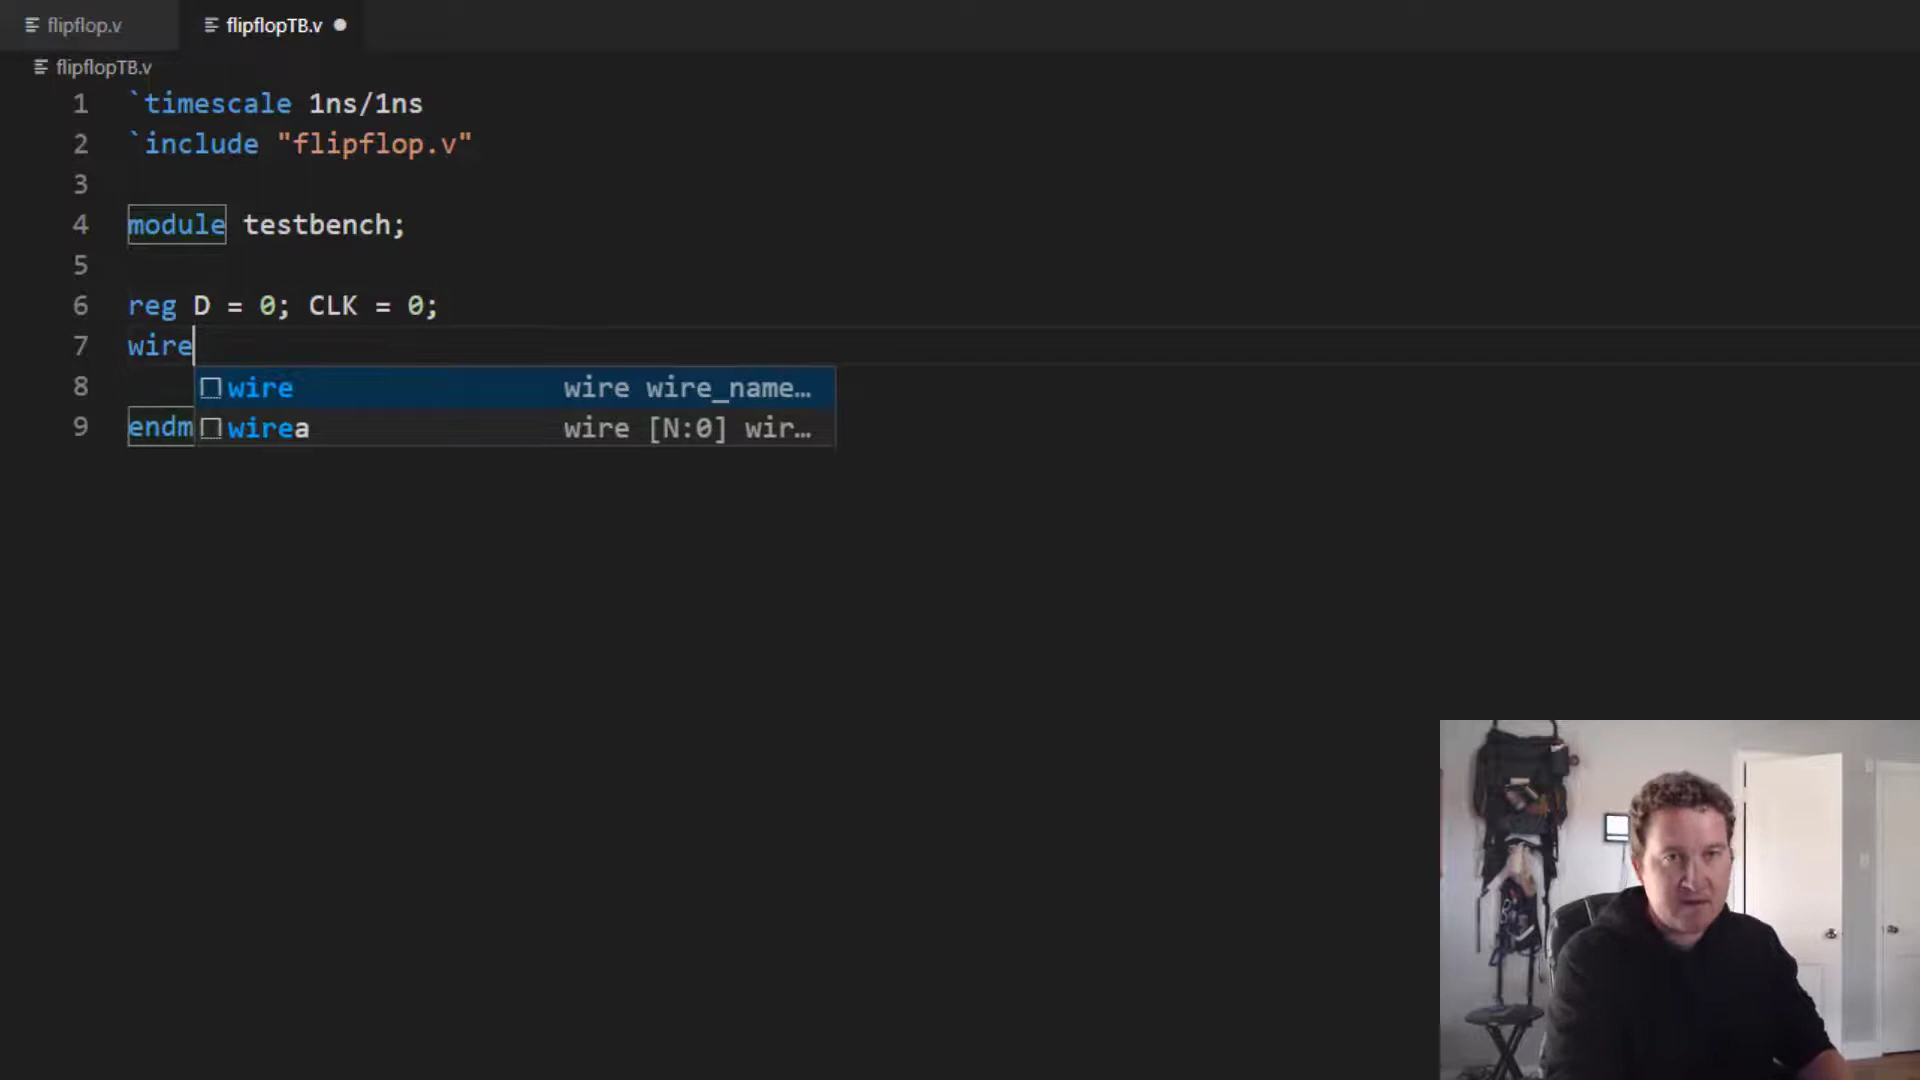 flipflop.v
flipflopTB.v
flipflopTB.v
1 `timescale 1ns/1ns
2 `include "flipflop.v"
3
4 module testbench;
5
6 reg D = 0; CLK = 0;
7 wire
8 wire wire wire_name…
9 endm wirea wire [N:0] wir…